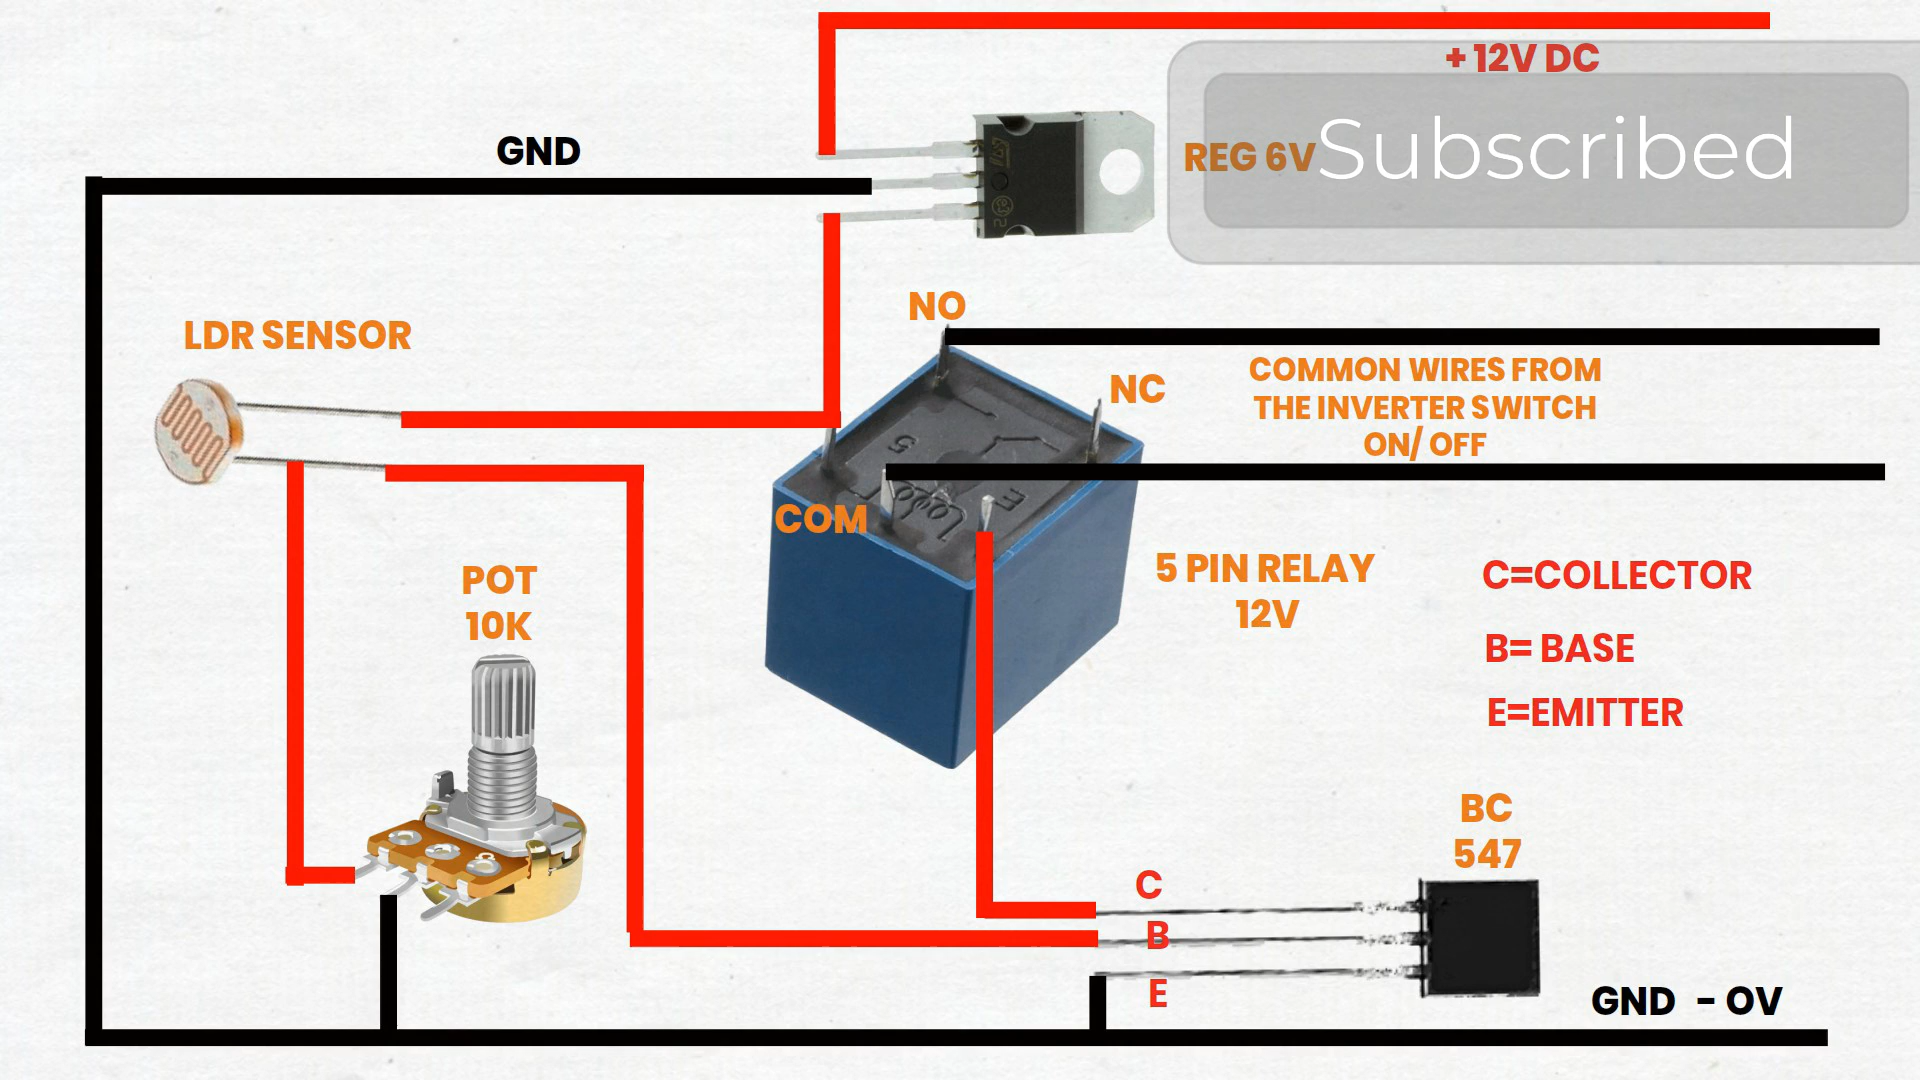 + 12V DC
Subscribed
GND
REG 6V
NO
LDR SENSOR
NC
COMMON WIRES FROM
THE INVERTER SWITCH
ON/ OFF
COM
5 PIN RELAY
12V
C=COLLECTOR
POT
10K
B= BASE
E=EMITTER
BC
547
C
B
E
GND - OV